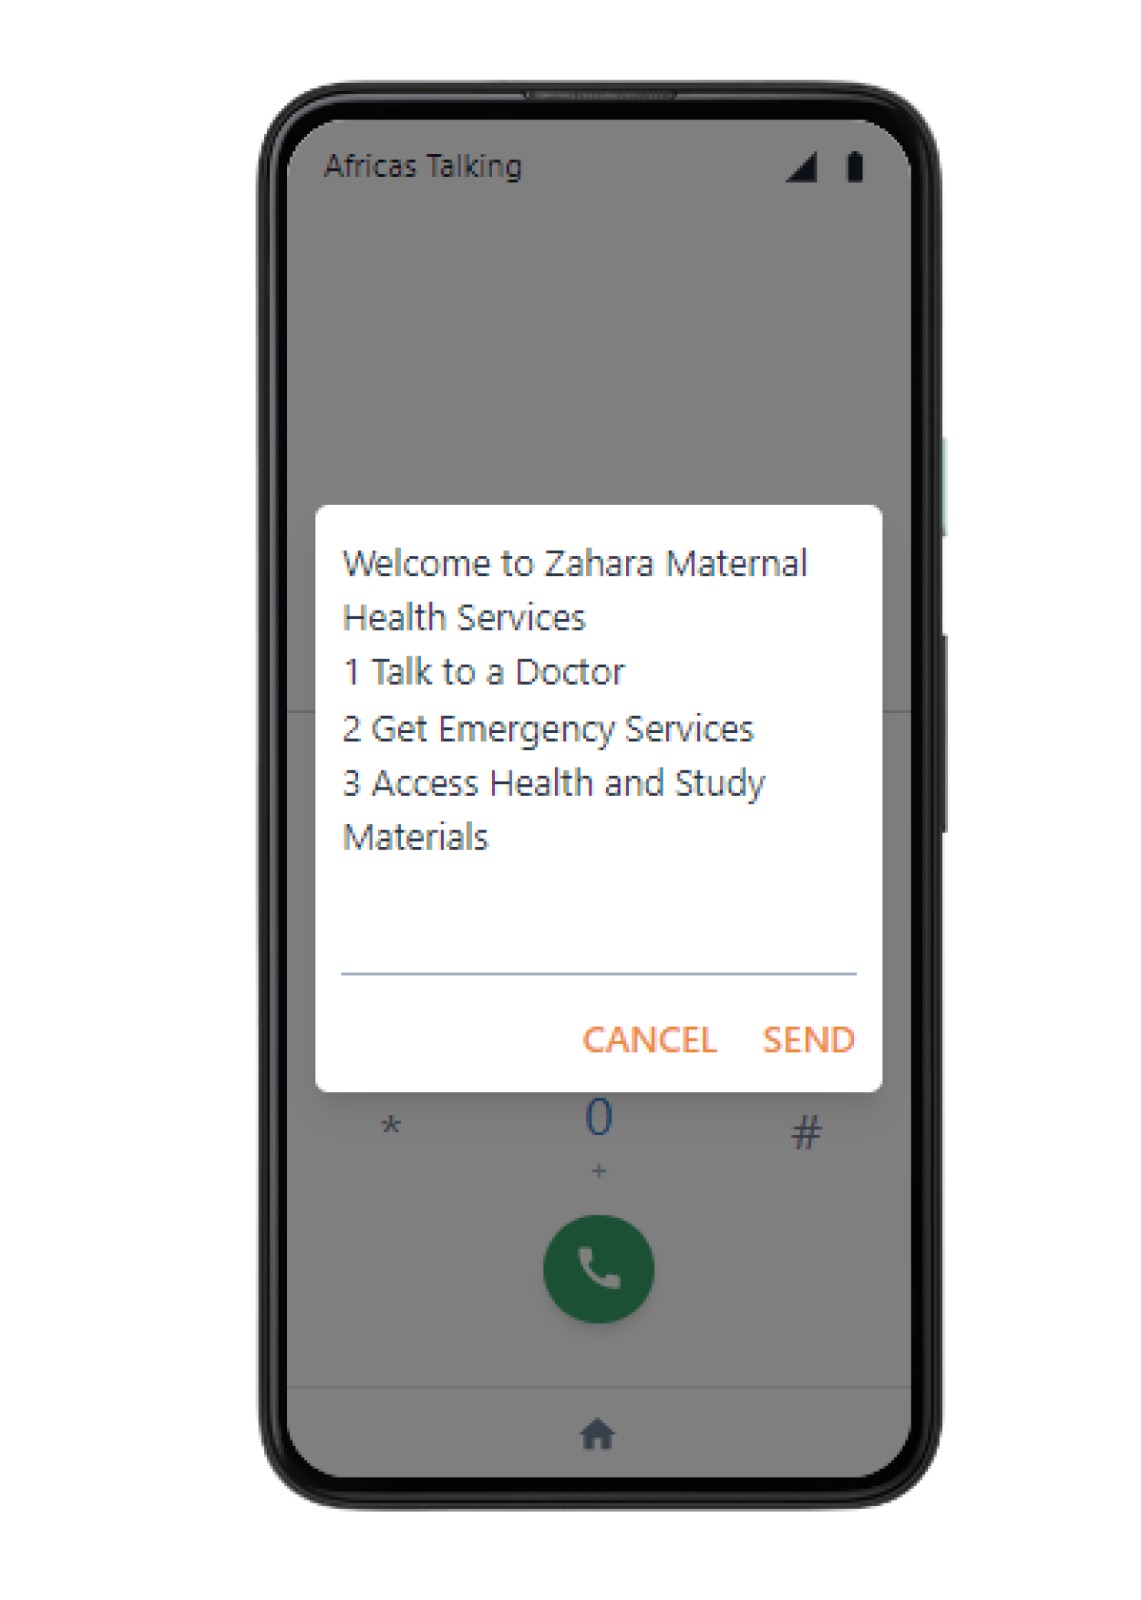 Africas Talking
Welcome to Zahara Maternal
Health Services
1 Talk to a Doctor
2 Get Emergency Services
3 Access Health and Study
Materials
CANCEL SEND
* 0 #
+